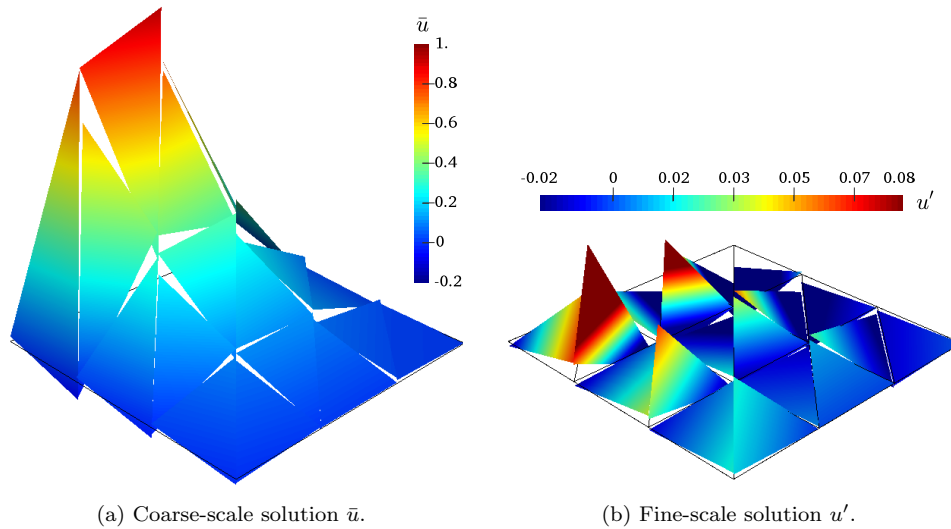 ū
1.
0.8
0.6
0.4
0.2
0
-0.2
-0.02 0 0.02 0.03 0.05 0.07 0.08
u′
(a) Coarse-scale solution ū.
(b) Fine-scale solution u′.